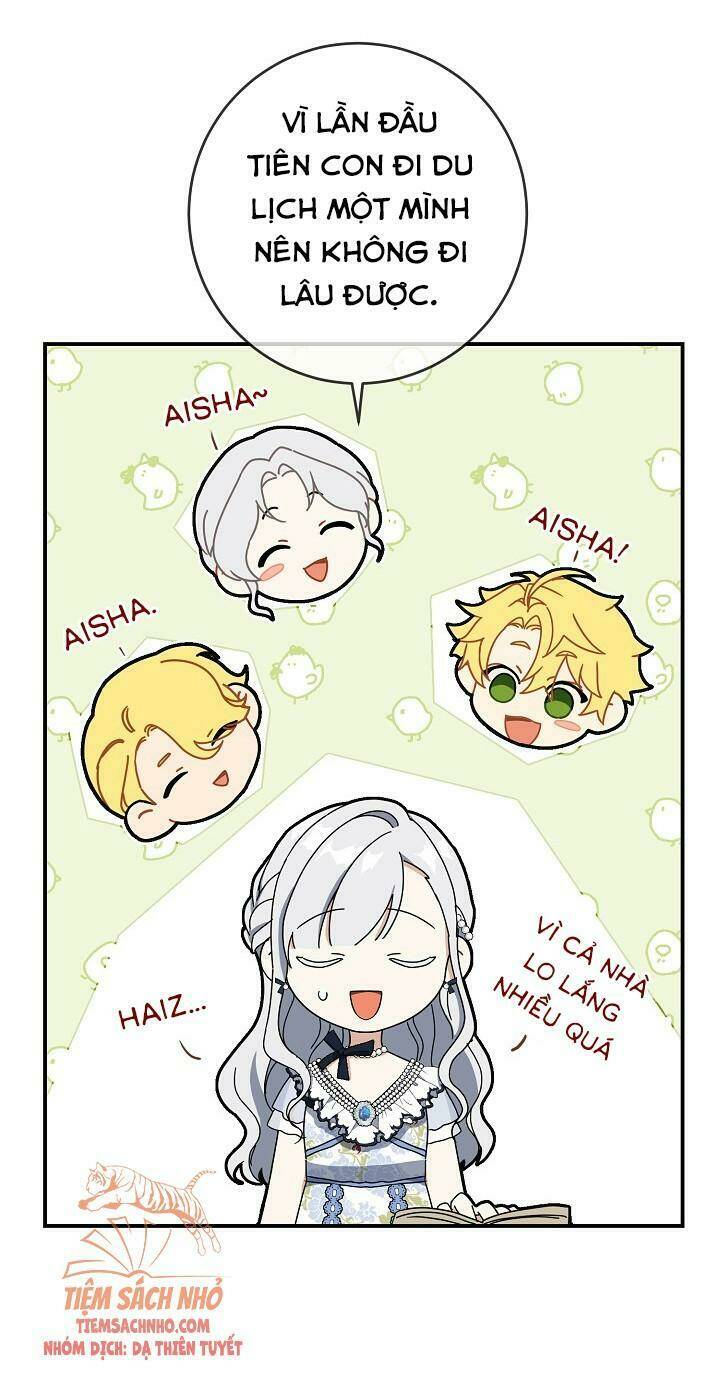 VÌ LẦN ĐẦU
TIÊN CON ĐI DU
LỊCH MỘT MÌNH
NÊN KHÔNG ĐI
LÂU ĐƯỢC.
AISHA~
AISHA!
AISHA.
VÌ CẢ NHÀ
LO LẮNG
NHIỀU QUÁ
HAIZ...
TIỆM SÁCH NHỎ
TIEMSACHNHO.COM
NHÓM DỊCH: DẠ THIÊN TUYẾT